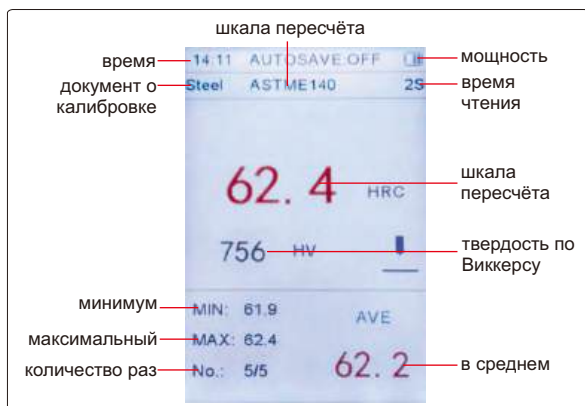 шкала пересчёта
время
14:11 AUTOSAVE:OFF
мощность
документ о
калибровке
Steel ASTME140 2S
время
чтения
62.4 HRC
шкала
пересчёта
756 HV
твердость по
Виккерсу
минимум
MIN: 61.9
AVE
максимальный
MAX: 62.4
количество раз
No.: 5/5
62.2
в среднем